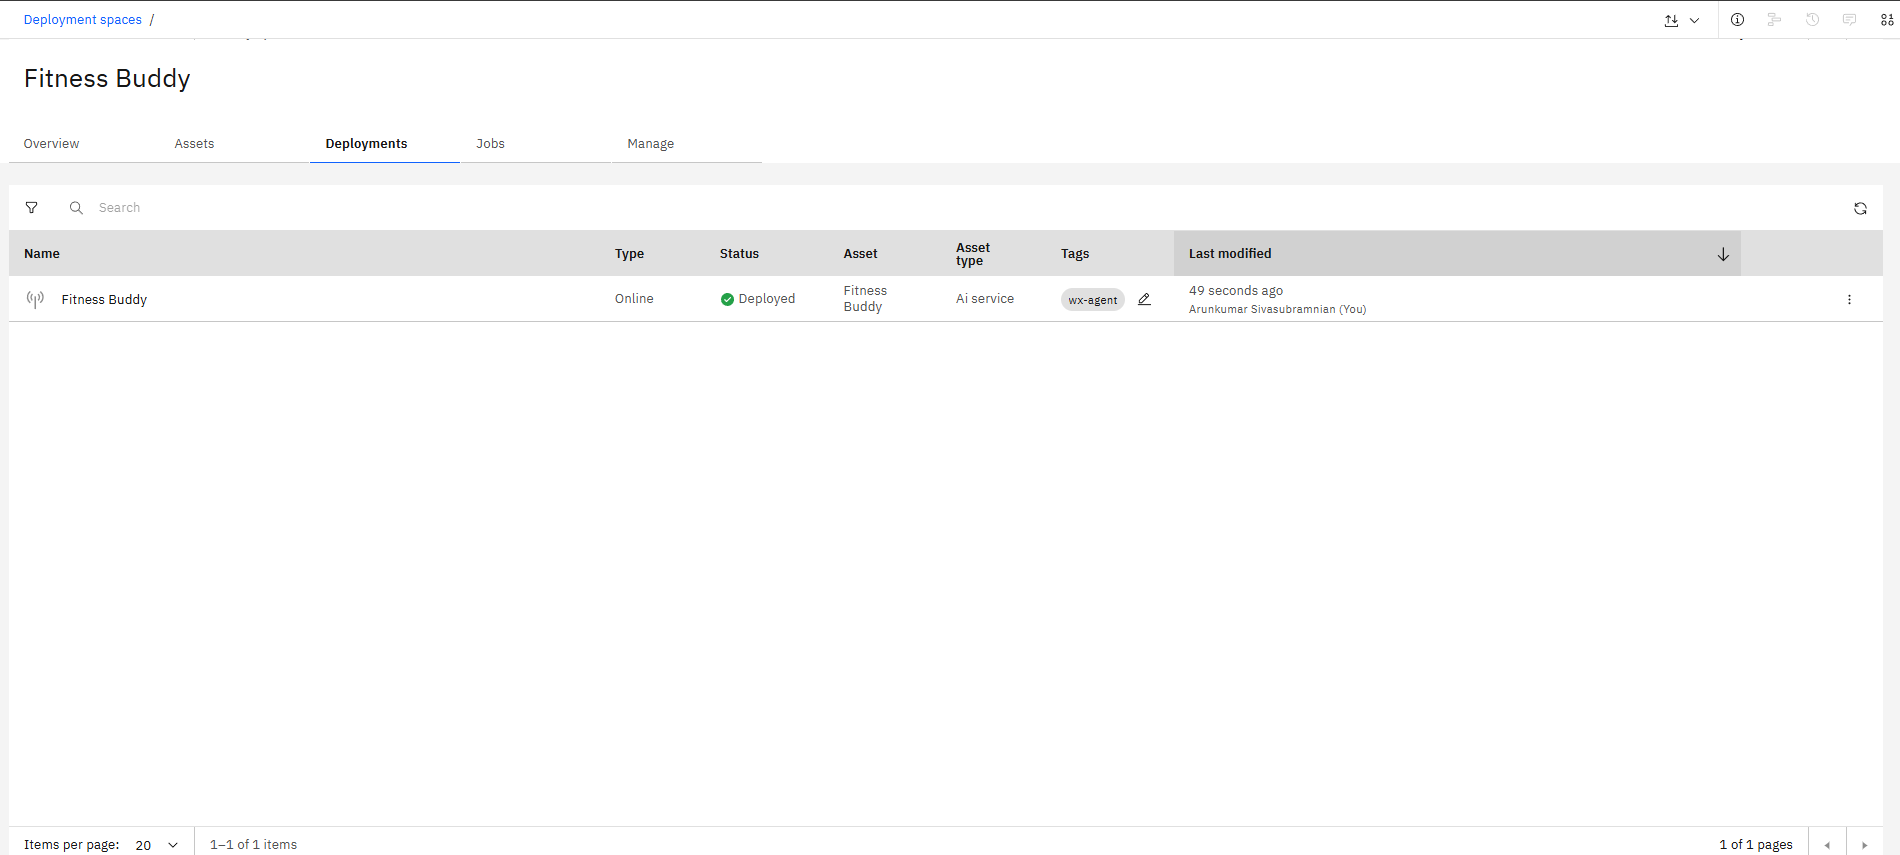 Deployment spaces /
Fitness Buddy
Overview Assets Deployments Jobs Manage
Search
Name Type Status Asset Asset type Tags Last modified
Fitness Buddy Online Deployed Fitness Buddy Ai service wx-agent 49 seconds ago
Arunkumar Sivasubramnian (You)
Items per page: 20 1–1 of 1 items 1 of 1 pages